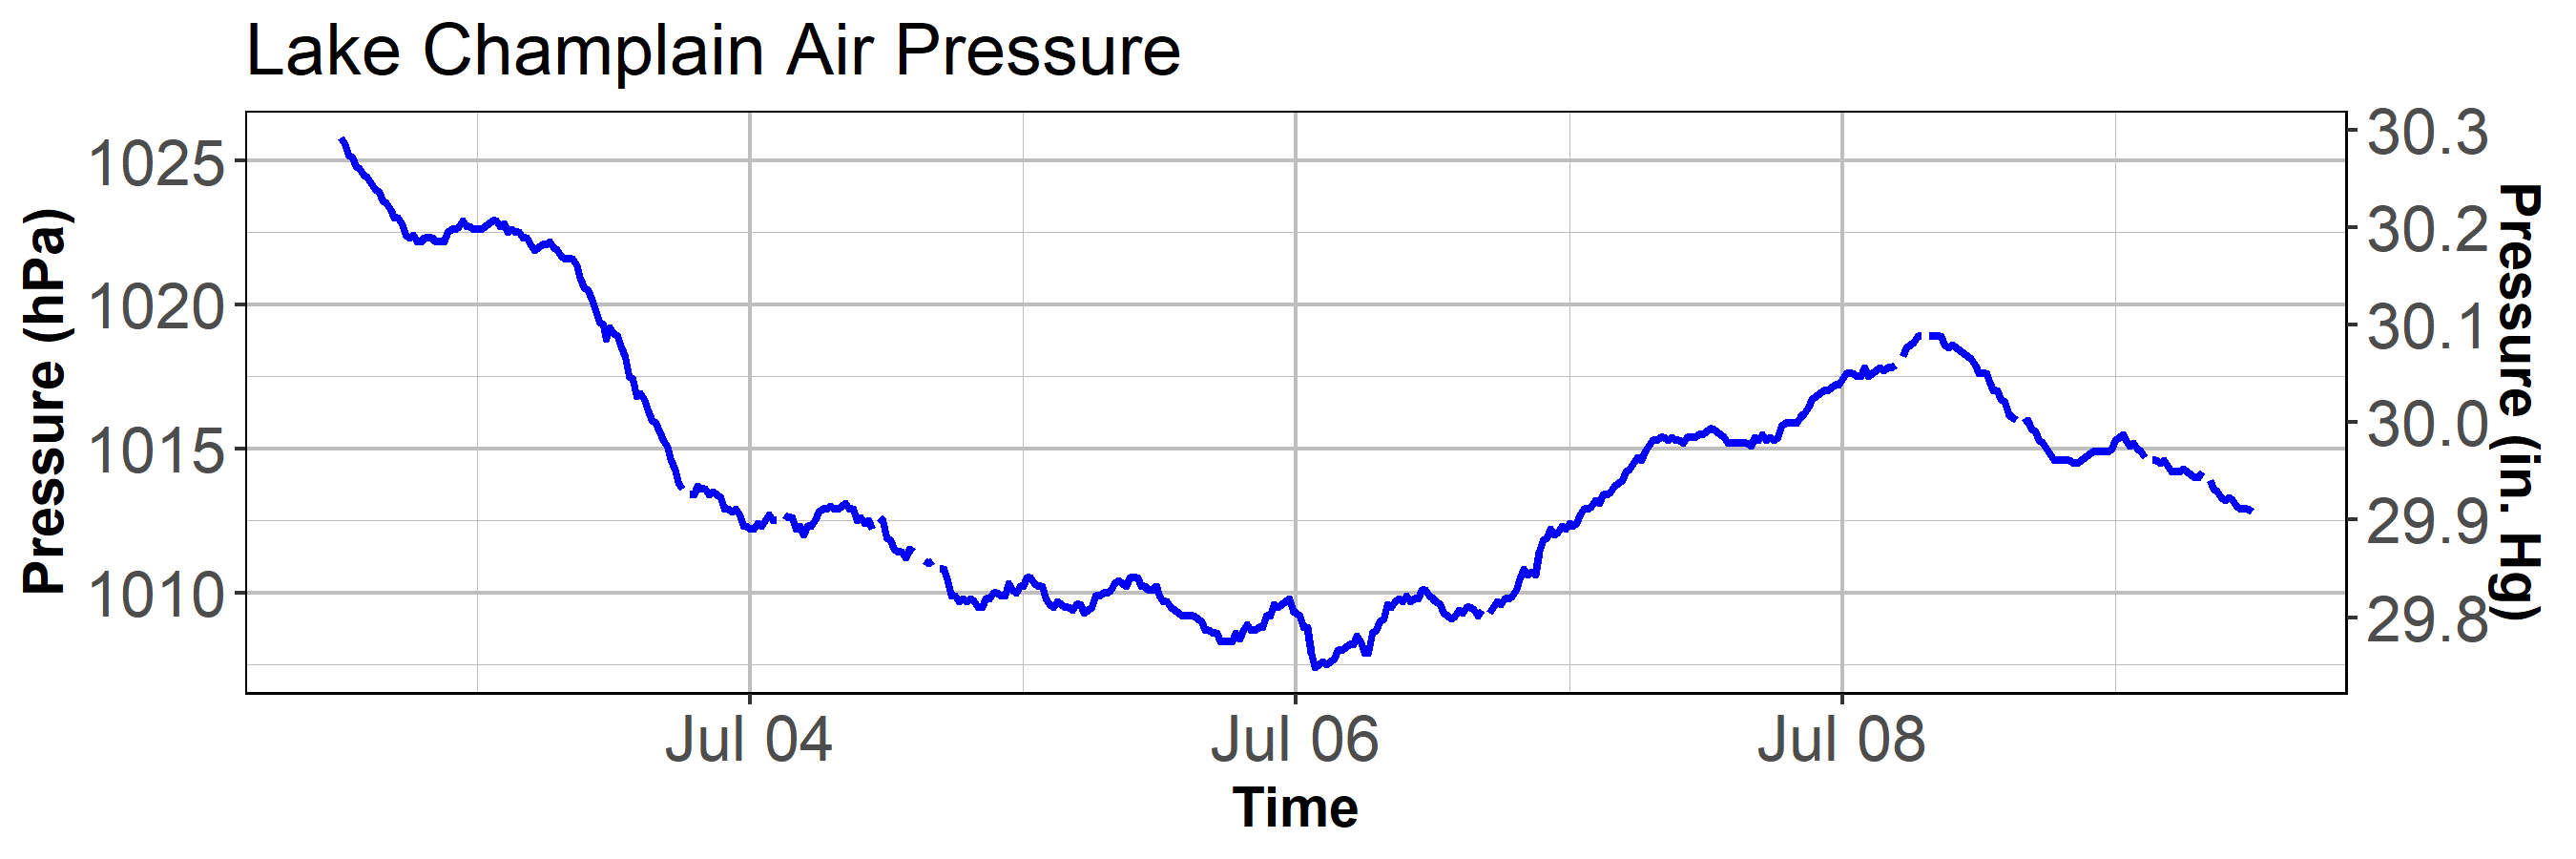 Lake Champlain Air Pressure
Pressure (hPa)
1025
1020
1015
1010
30.3
30.2
30.1
30.0
29.9
29.8
Pressure (in. Hg)
Jul 04
Jul 06
Jul 08
Time